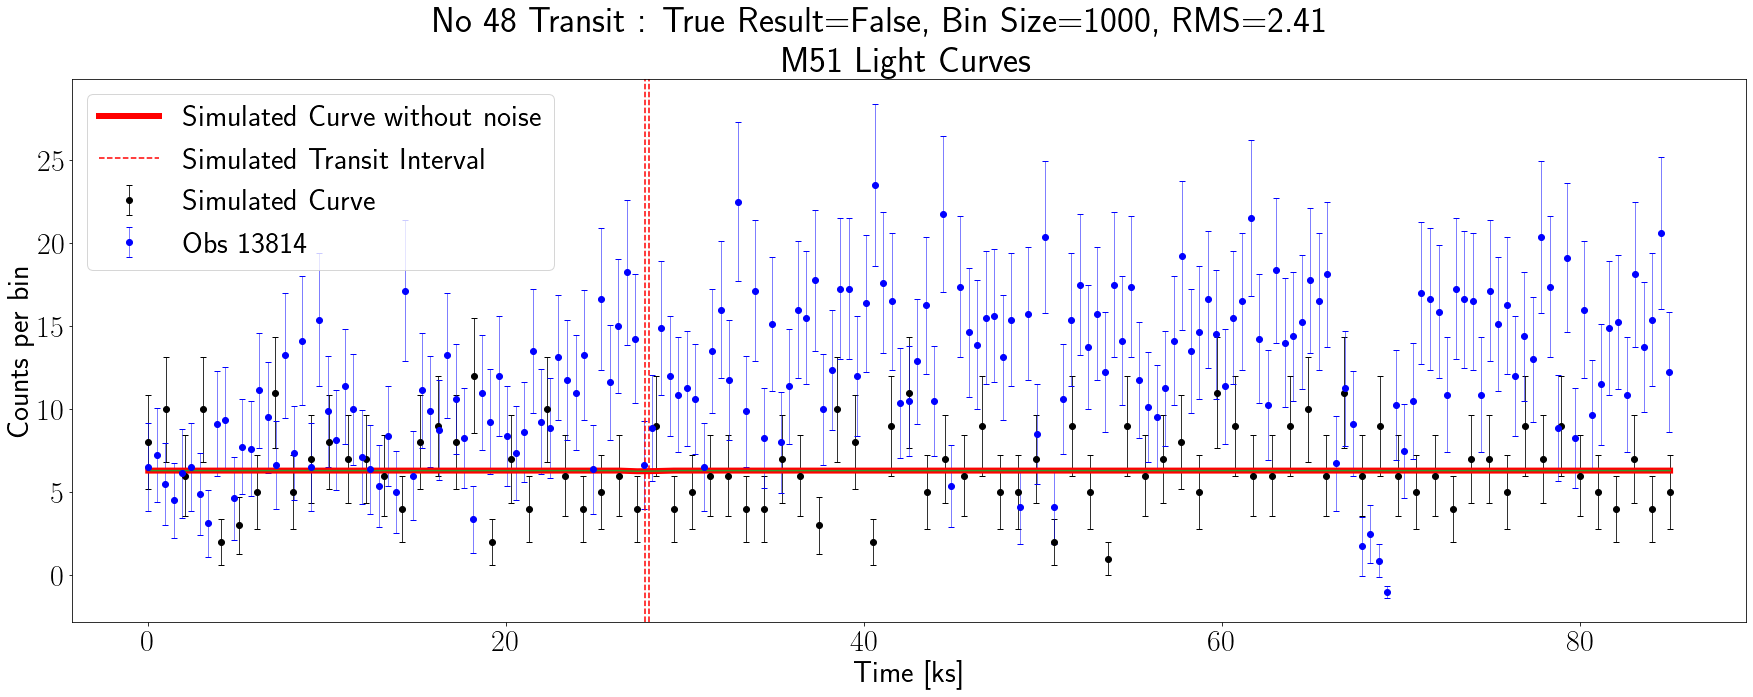 No 48 Transit : True Result=False, Bin Size=1000, RMS=2.41
M51 Light Curves
Simulated Curve without noise
Simulated Transit Interval
Simulated Curve
Obs 13814
Counts per bin
25
20
15
10
5
0
0 20 40 60 80
Time [ks]